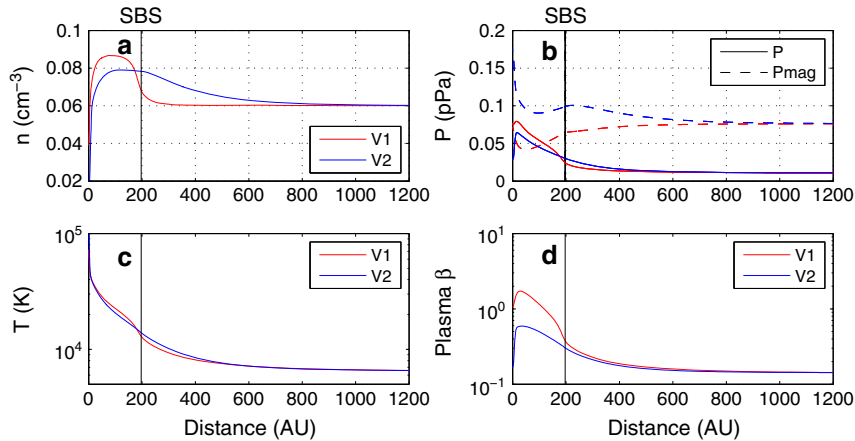 SBS
a
n (cm⁻³)
0.1
0.08
0.06
0.04
0.02
V1
V2
0 200 400 600 800 1000 1200
SBS
b
P (pPa)
0.2
0.15
0.1
0.05
0
P
Pmag
0 200 400 600 800 1000 1200
c
T (K)
10⁵
10⁴
V1
V2
0 200 400 600 800 1000 1200
Distance (AU)
d
Plasma β
10¹
10⁰
10⁻¹
V1
V2
0 200 400 600 800 1000 1200
Distance (AU)